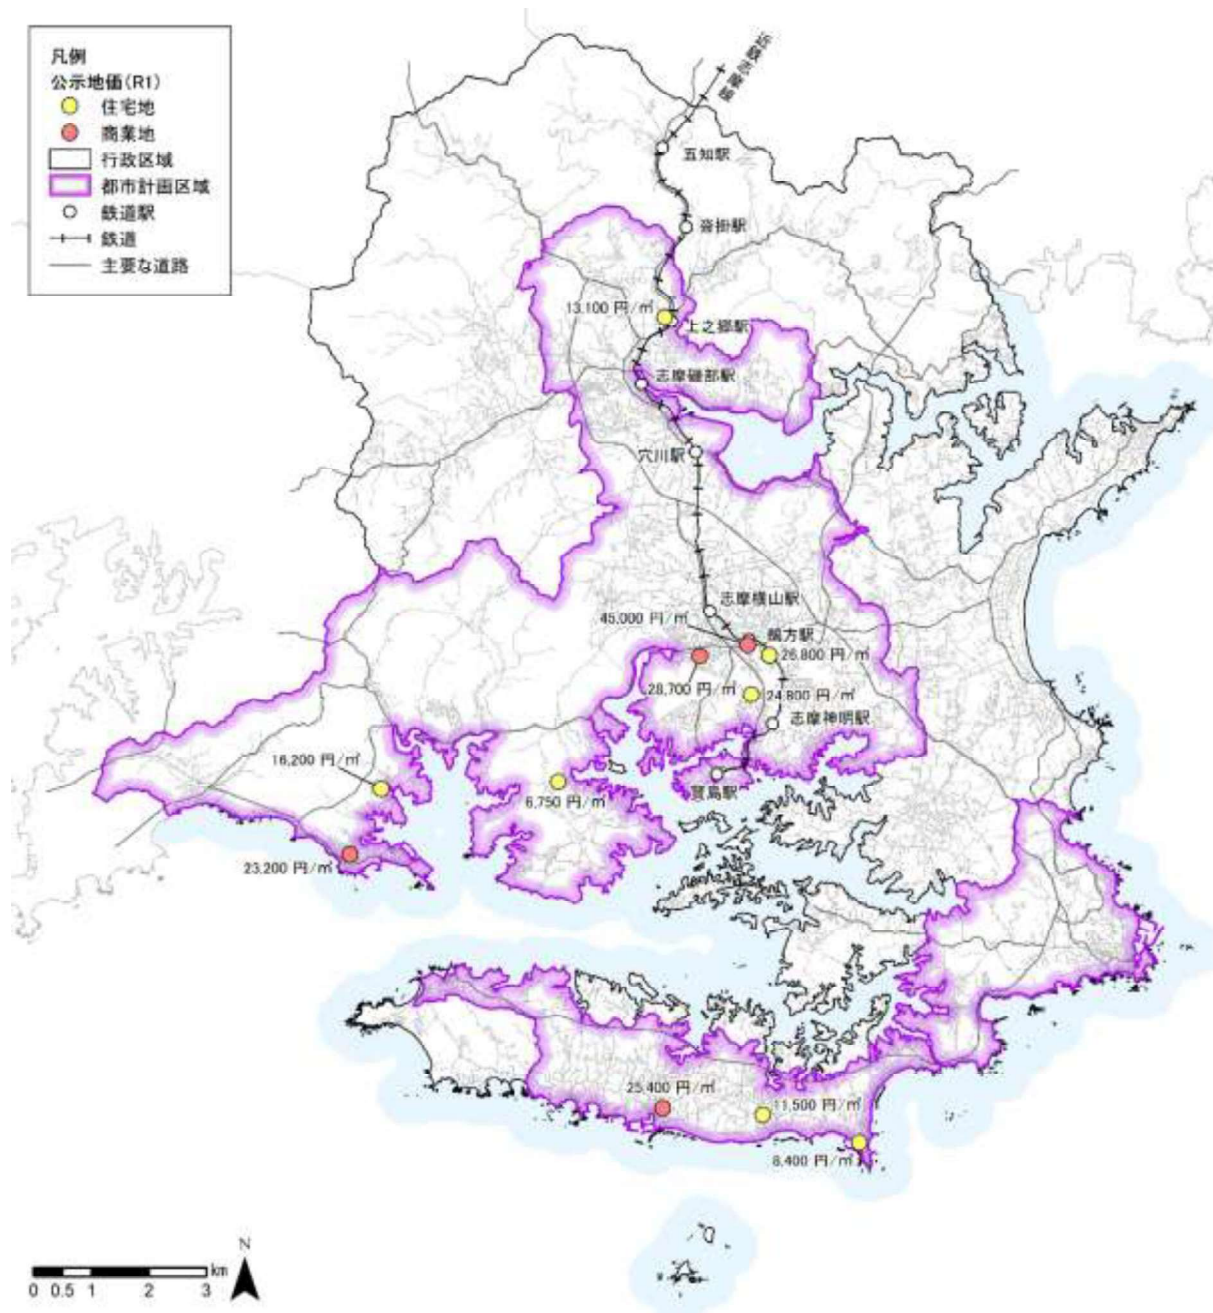 凡例
公示地価(R1)
住宅地
商業地
行政区域
都市計画区域
鉄道駅
鉄道
主要な道路
近鉄志摩線
五知駅
沓掛駅
13,100 円/㎡
上之郷駅
志摩磯部駅
穴川駅
志摩横山駅
45,000 円/㎡
鵜方駅
26,800 円/㎡
28,700 円/㎡
24,800 円/㎡
志摩神明駅
16,200 円/㎡
6,750 円/㎡
賢島駅
23,200 円/㎡
25,400 円/㎡
11,500 円/㎡
8,400 円/㎡
N
km
0 0.5 1 2 3